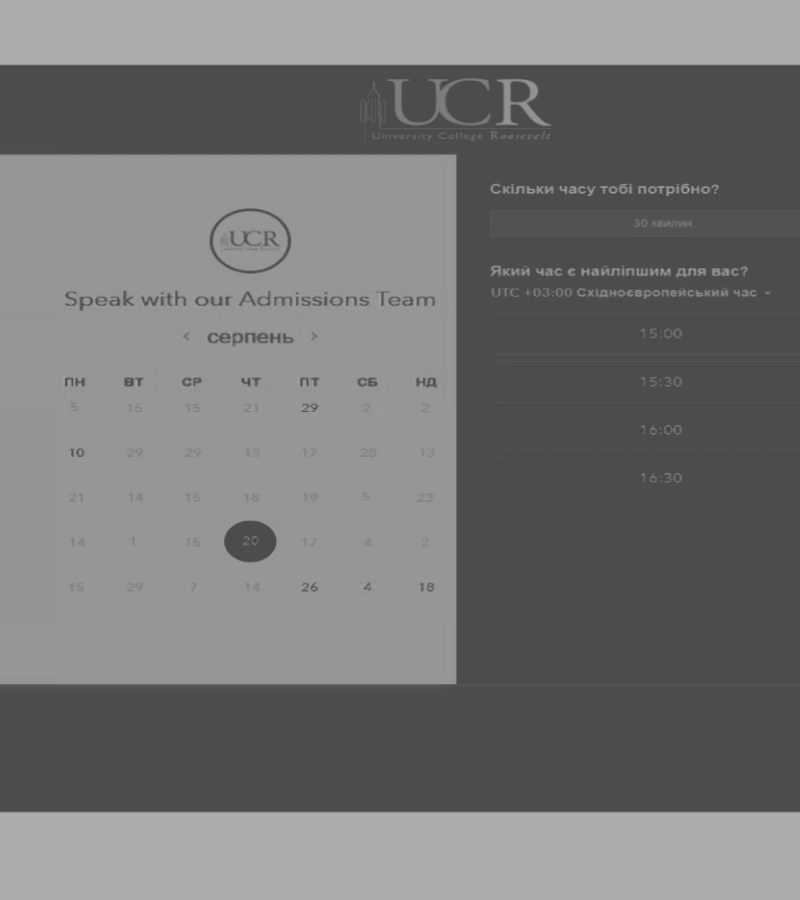 UCR
University College Roosevelt
UCR
Speak with our Admissions Team
‹ серпень ›
ПН ВТ СР ЧТ ПТ СБ НД
5 15 15 21 29 2 2
10 29 29 13 17 28 13
21 14 15 18 19 5 23
14 1 15 20 17 4 2
15 29 7 14 26 4 18
Скільки часу тобі потрібно?
30 хвилин
Який час є найліпшим для вас?
UTC +03:00 Східноєвропейський час
15:00
15:30
16:00
16:30